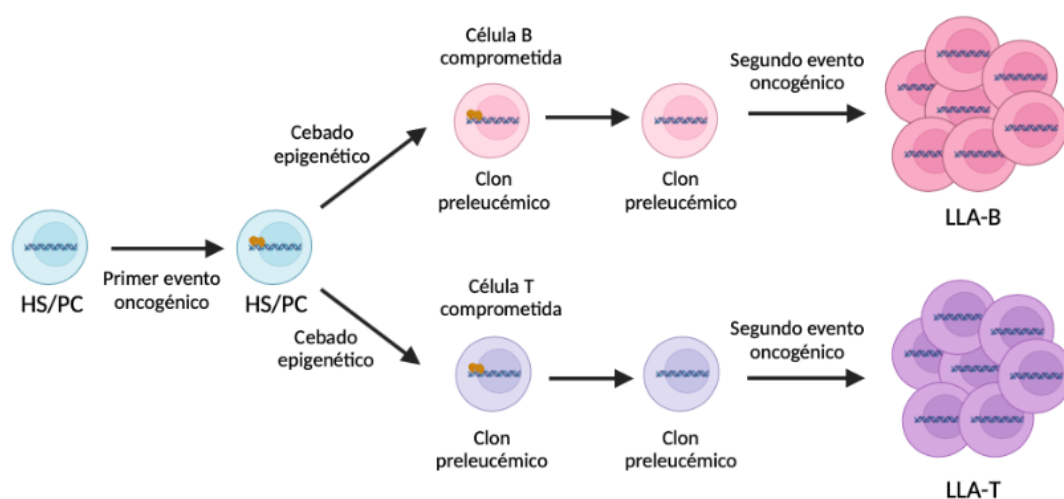 Célula B
comprometida
Segundo evento
oncogénico
Cebado
epigenético
Clon
preleucémico
Clon
preleucémico
LLA-B
HS/PC
Primer evento
oncogénico
HS/PC
Cebado
epigenético
Célula T
comprometida
Segundo evento
oncogénico
Clon
preleucémico
Clon
preleucémico
LLA-T